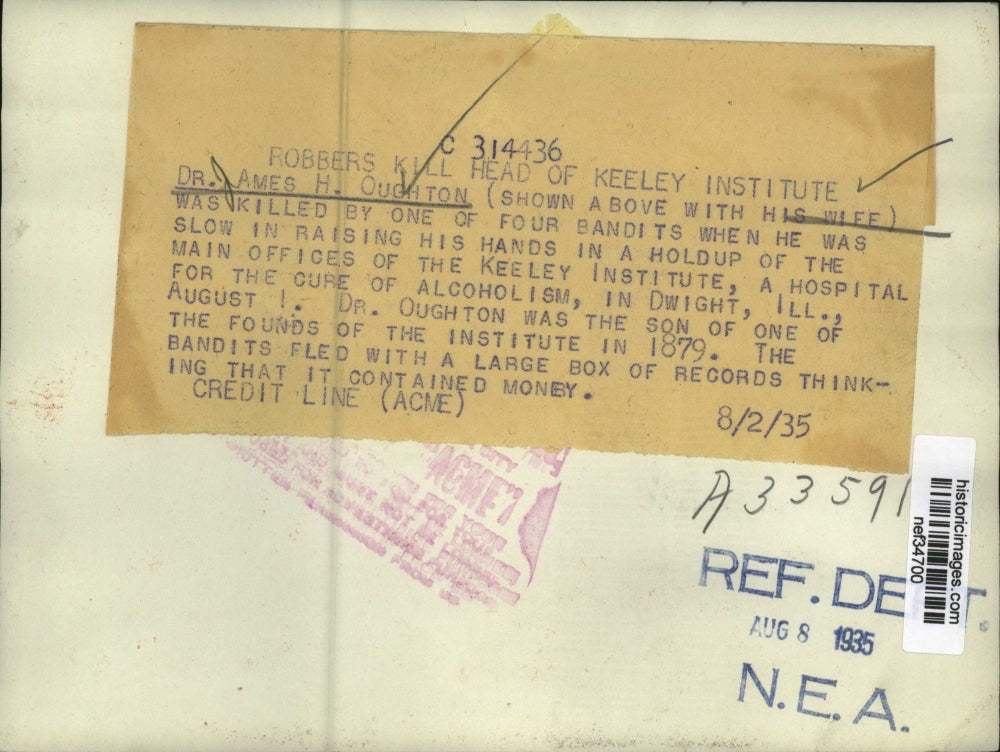 C 314436
ROBBERS KILL HEAD OF KEELEY INSTITUTE
DR. JAMES H. OUGHTON (SHOWN ABOVE WITH HIS WIFE)
WAS KILLED BY ONE OF FOUR BANDITS WHEN HE WAS
SLOW IN RAISING HIS HANDS IN A HOLDUP OF THE
MAIN OFFICES OF THE KEELEY INSTITUTE, A HOSPITAL
FOR THE CURE OF ALCOHOLISM, IN DWIGHT, ILL.,
AUGUST 1. DR. OUGHTON WAS THE SON OF ONE OF
THE FOUNDS OF THE INSTITUTE IN 1879. THE
BANDITS FLED WITH A LARGE BOX OF RECORDS THINK-
ING THAT IT CONTAINED MONEY.
CREDIT LINE (ACME)
8/2/35
CITY
ACME
FOR YOUR
A33591
REF. DE
AUG 8 1935
N.E.A.
historicimages.com
nef34700